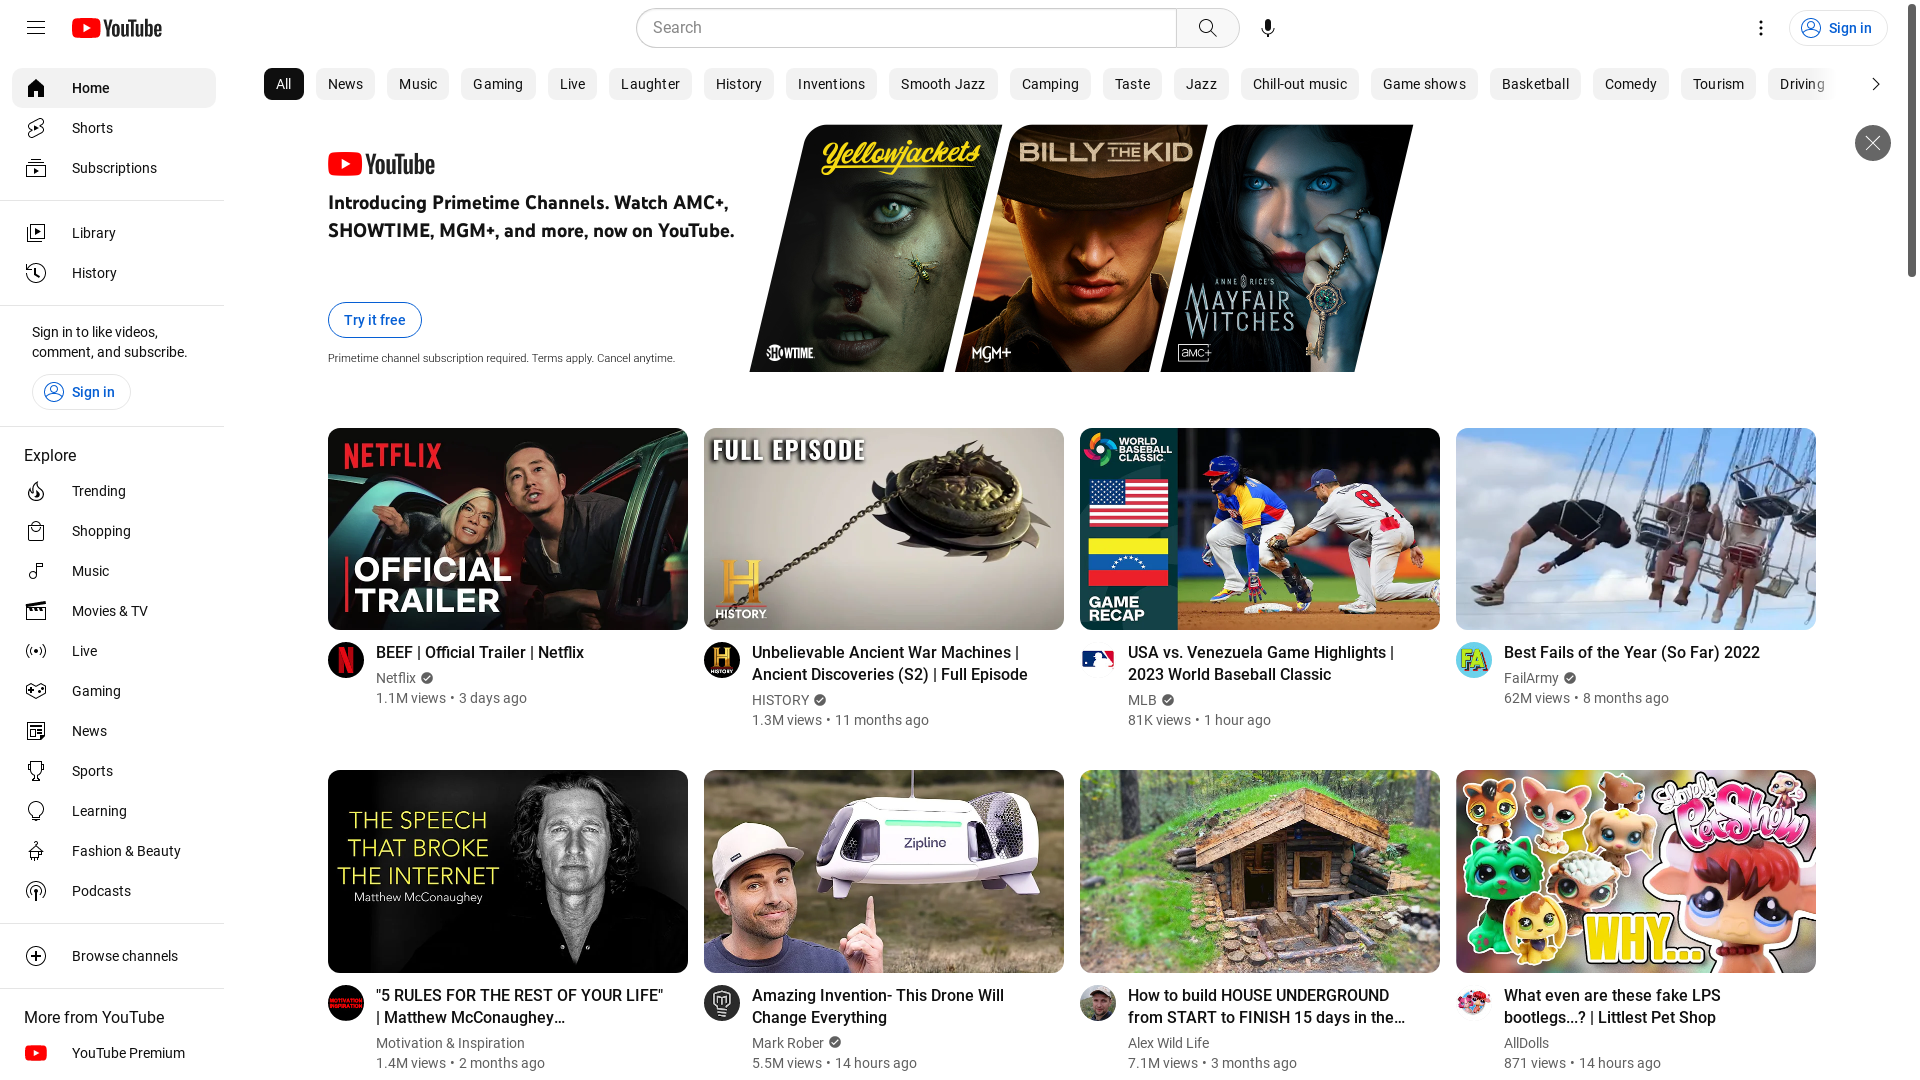 YouTube
Search
Sign in
Home
Shorts
Subscriptions
Library
History
Sign in to like videos,
comment, and subscribe.
Sign in
Explore
Trending
Shopping
Music
Movies & TV
Live
Gaming
News
Sports
Learning
Fashion & Beauty
Podcasts
Browse channels
More from YouTube
YouTube Premium
All
News
Music
Gaming
Live
Laughter
History
Inventions
Smooth Jazz
Camping
Taste
Jazz
Chill-out music
Game shows
Basketball
Comedy
Tourism
Driving
YouTube
Introducing Primetime Channels. Watch AMC+,
SHOWTIME, MGM+, and more, now on YouTube.
Try it free
Primetime channel subscription required. Terms apply. Cancel anytime.
Yellowjackets
SHOWTIME
BILLY THE KID
MGM+
ANNE RICE'S
MAYFAIR
WITCHES
amc+
NETFLIX
OFFICIAL
TRAILER
BEEF | Official Trailer | Netflix
Netflix
1.1M views • 3 days ago
FULL EPISODE
H
HISTORY
Unbelievable Ancient War Machines |
Ancient Discoveries (S2) | Full Episode
HISTORY
1.3M views • 11 months ago
WORLD
BASEBALL
CLASSIC
GAME
RECAP
8
USA vs. Venezuela Game Highlights |
2023 World Baseball Classic
MLB
81K views • 1 hour ago
FA
Best Fails of the Year (So Far) 2022
FailArmy
62M views • 8 months ago
THE SPEECH
THAT BROKE
THE INTERNET
Matthew McConaughey
MOTIVATION
INSPIRATION
"5 RULES FOR THE REST OF YOUR LIFE"
| Matthew McConaughey…
Motivation & Inspiration
1.4M views • 2 months ago
Zipline
Amazing Invention- This Drone Will
Change Everything
Mark Rober
5.5M views • 14 hours ago
How to build HOUSE UNDERGROUND
from START to FINISH 15 days in the…
Alex Wild Life
7.1M views • 3 months ago
Lovely
PetShow
WHY...
What even are these fake LPS
bootlegs...? | Littlest Pet Shop
AllDolls
871 views • 14 hours ago